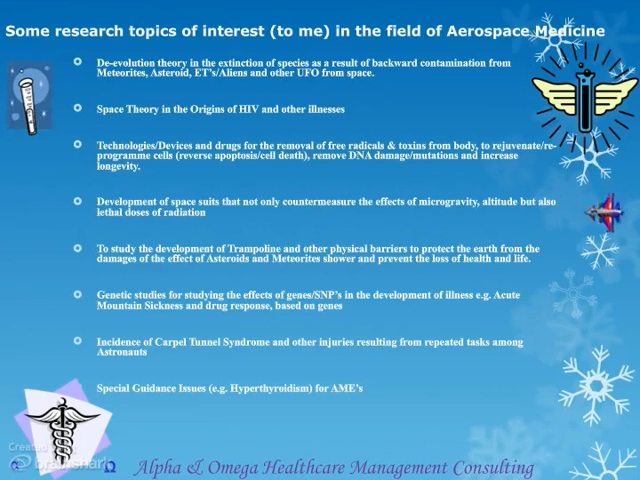 Some research topics of interest (to me) in the field of Aerospace Medicine
De-evolution theory in the extinction of species as a result of backward contamination from
Meteorites, Asteroid, ET's/Aliens and other UFO from space.
Space Theory in the Origins of HIV and other illnesses
Technologies/Devices and drugs for the removal of free radicals & toxins from body, to rejuvenate/re-
programme cells (reverse apoptosis/cell death), remove DNA damage/mutations and increase
longevity.
Development of space suits that not only countermeasure the effects of microgravity, altitude but also
lethal doses of radiation
To study the development of Trampoline and other physical barriers to protect the earth from the
damages of the effect of Asteroids and Meteorites shower and prevent the loss of health and life.
Genetic studies for studying the effects of genes/SNP's in the development of illness e.g. Acute
Mountain Sickness and drug response, based on genes
Incidence of Carpel Tunnel Syndrome and other injuries resulting from repeated tasks among
Astronauts
Special Guidance Issues (e.g. Hyperthyroidism) for AME's
Created
brainshark
α Ω Alpha & Omega Healthcare Management Consulting